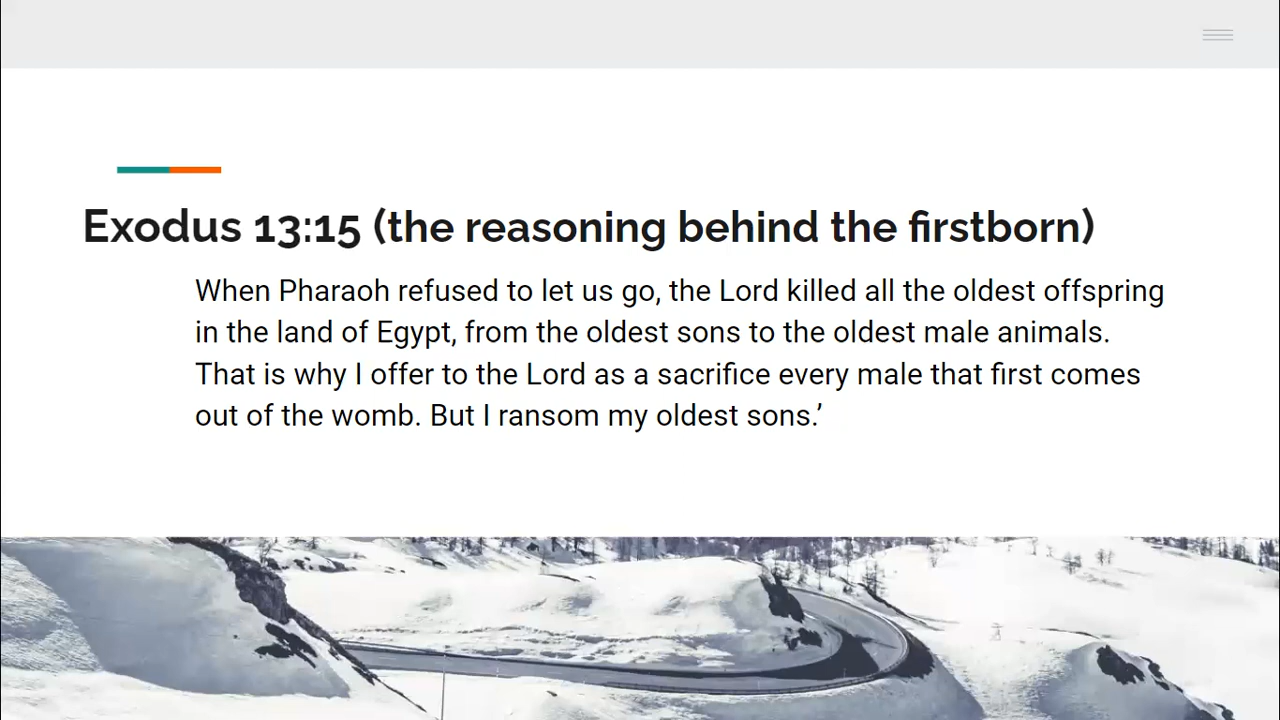 Exodus 13:15 (the reasoning behind the firstborn)
When Pharaoh refused to let us go, the Lord killed all the oldest offspring
in the land of Egypt, from the oldest sons to the oldest male animals.
That is why I offer to the Lord as a sacrifice every male that first comes
out of the womb. But I ransom my oldest sons.’